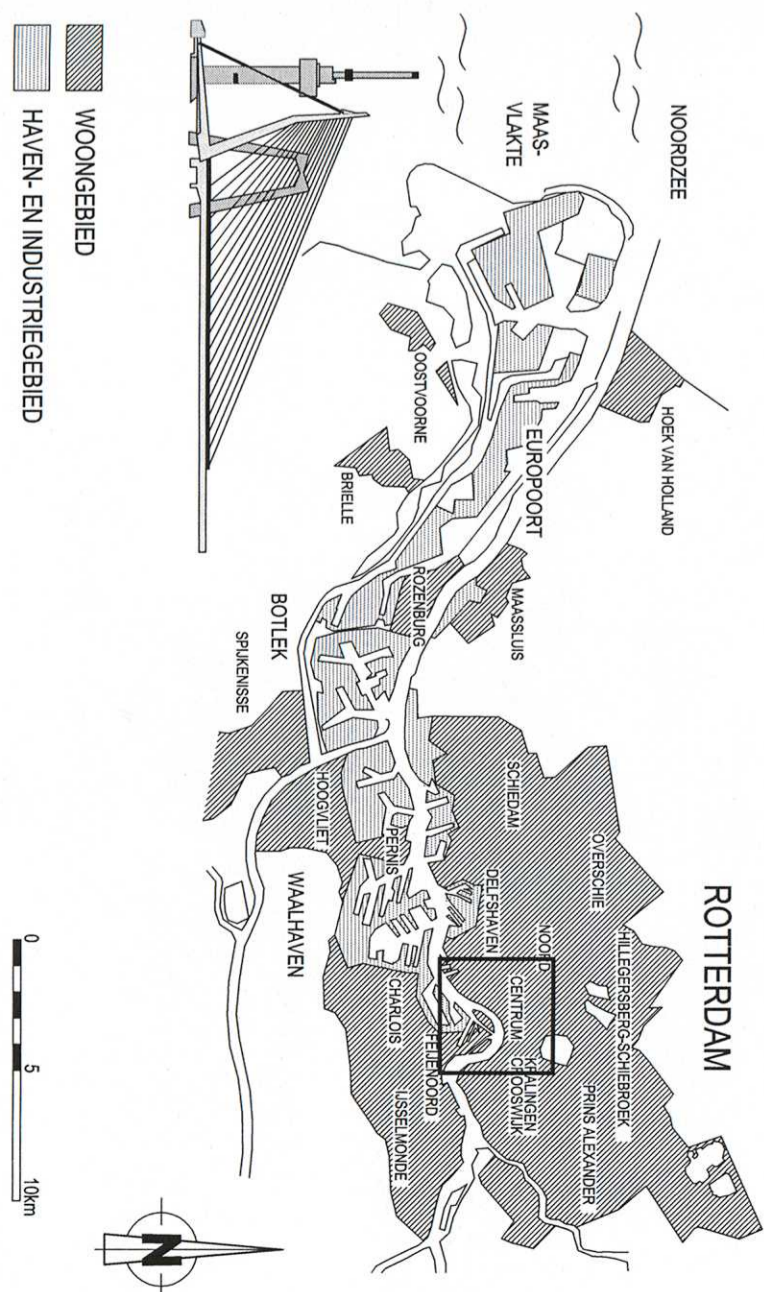 ROTTERDAM
NOORDZEE
MAAS-
VLAKTE
HOEK VAN HOLLAND
EUROPOORT
OOSTVOORNE
BRIELLE
MAASSLUIS
ROZENBURG
BOTLEK
SPIJKENISSE
HOOGVLIET
PERNIS
SCHIEDAM
OVERSCHIE
HILLEGERSBERG-SCHIEBROEK
NOORD
DELFSHAVEN
CENTRUM
KRALINGEN
CROOSWIJK
PRINS ALEXANDER
WAALHAVEN
CHARLOIS
FEIJENOORD
IJSSELMONDE
WOONGEBIED
HAVEN- EN INDUSTRIEGEBIED
0 5 10km
N